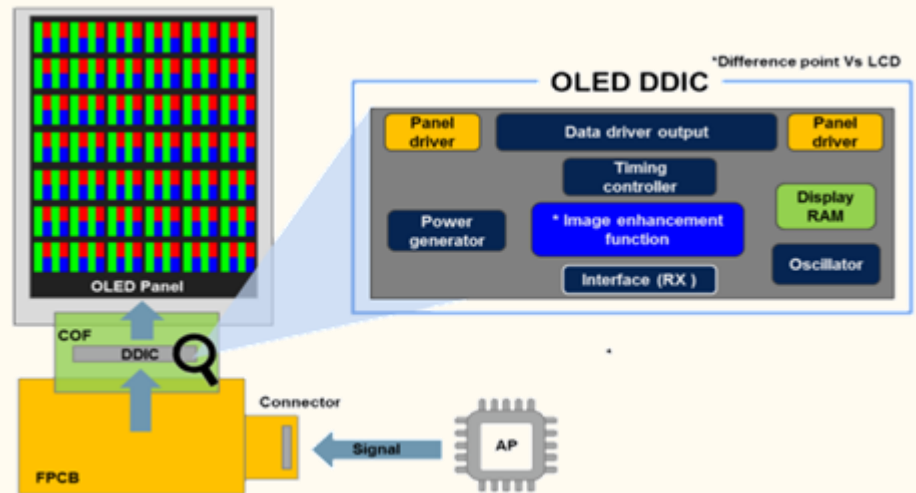 *Difference point Vs LCD
OLED DDIC
Panel
driver
Data driver output
Panel
driver
Timing
controller
Display
RAM
Power
generator
* Image enhancement
function
Oscillator
Interface (RX )
OLED Panel
COF
DDIC
*
Connector
Signal
AP
FPCB